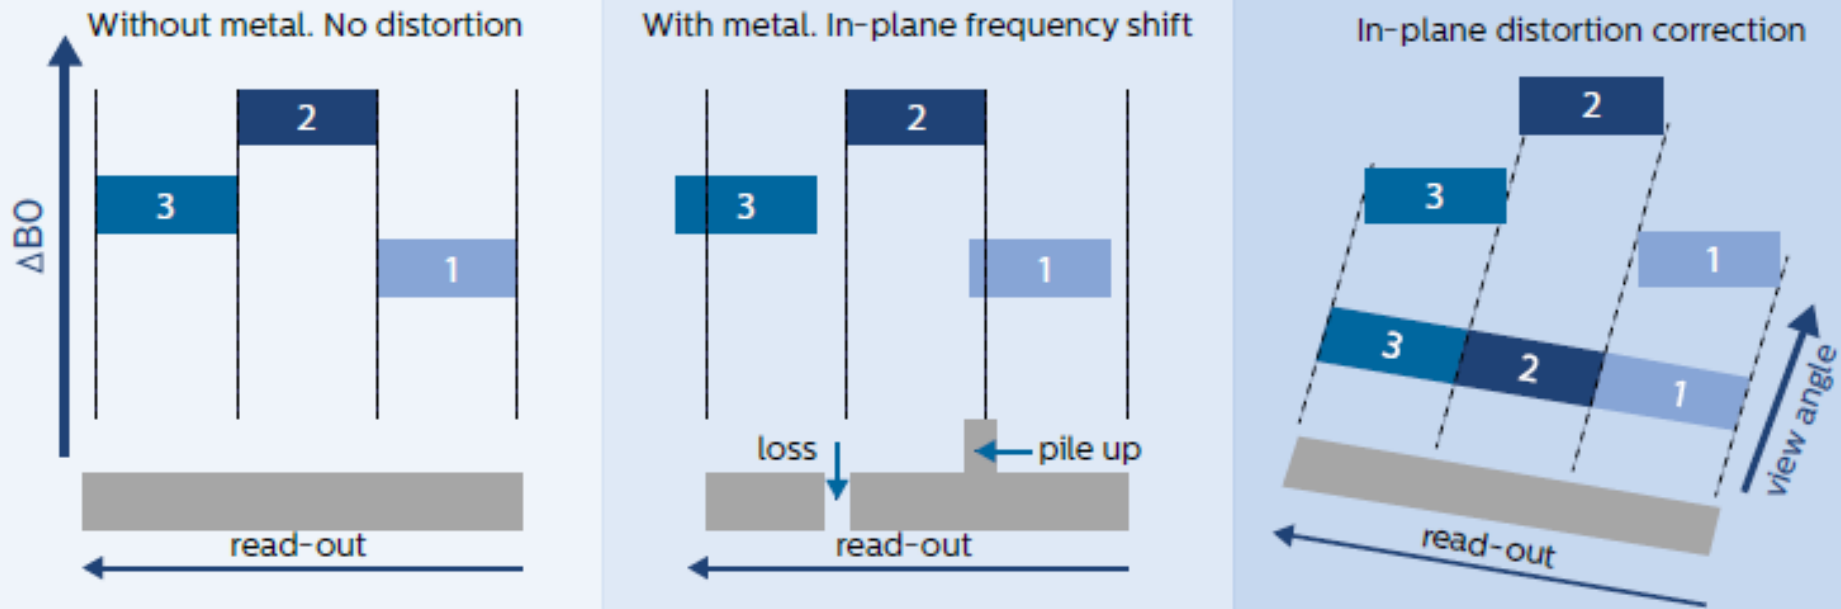 Without metal. No distortion
2
3
1
ΔB0
read-out
With metal. In-plane frequency shift
2
3
1
loss
pile up
read-out
In-plane distortion correction
2
3
1
3
2
1
view angle
read-out